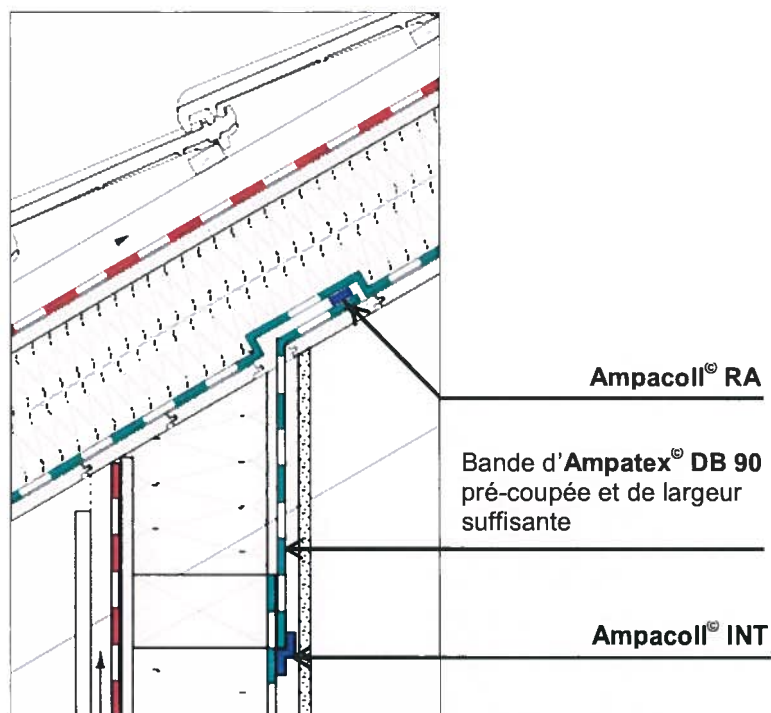 Ampacoll© RA
Bande d'Ampatex© DB 90
pré-coupée et de largeur
suffisante
Ampacoll© INT